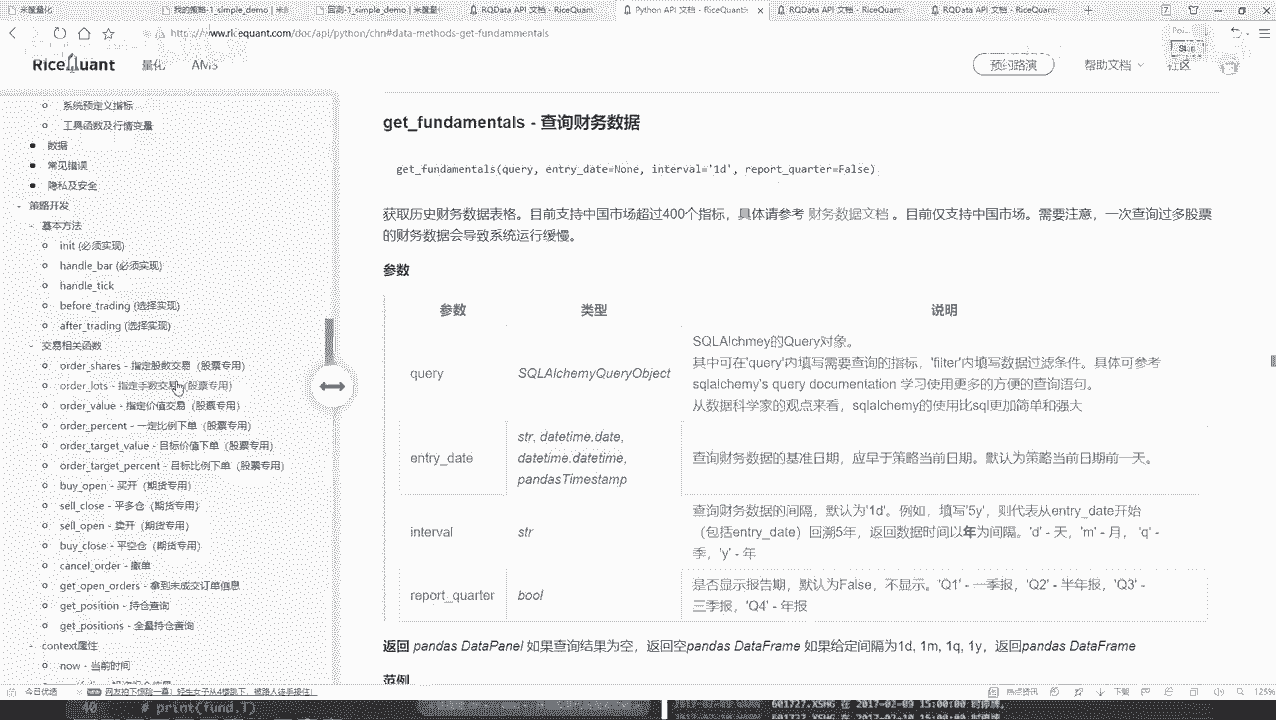 米筐量化
我的策略-1_simple_demo | 米
回测-1_simple_demo - 米筐量
RQData API 文档 - RiceQuant
Python API 文档 - RiceQuant
RQData API 文档 - RiceQuant
RQData API 文档 - RiceQuant
www.ricequant.com/doc/api/python/chn#data-methods-get-fundammentals
RiceQuant
量化
AMS
预约路演
帮助文档
社区
系统预定义指标
工具函数及行情变量
数据
常见错误
隐私及安全
策略开发
基本方法
init (必须实现)
handle_bar (必须实现)
handle_tick
before_trading (选择实现)
after_trading (选择实现)
交易相关函数
order_shares - 指定股数交易（股票专用）
order_lots - 指定手数交易（股票专用）
order_value - 指定价值交易（股票专用）
order_percent - 一定比例下单（股票专用）
order_target_value - 目标价值下单（股票专用）
order_target_percent - 目标比例下单（股票专用）
buy_open - 买开（期货专用）
sell_close - 平多仓（期货专用）
sell_open - 卖开（期货专用）
buy_close - 平空仓（期货专用）
cancel_order - 撤单
get_open_orders - 拿到未成交订单信息
get_position - 持仓查询
get_positions - 全量持仓查询
context属性
now - 当前时间
get_fundamentals - 查询财务数据
get_fundamentals(query, entry_date=None, interval='1d', report_quarter=False)
获取历史财务数据表格。目前支持中国市场超过400个指标，具体请参考 财务数据文档 。目前仅支持中国市场。需要注意，一次查询过多股票
的财务数据会导致系统运行缓慢。
参数
参数 类型 说明
query SQLAlchemyQueryObject
SQLAlchmey的Query对象。
其中可在'query'内填写需要查询的指标，'filter'内填写数据过滤条件。具体可参考
sqlalchemy's query documentation 学习使用更多的方便的查询语句。
从数据科学家的观点来看，sqlalchemy的使用比sql更加简单和强大
entry_date
str, datetime.date,
datetime.datetime,
pandasTimestamp
查询财务数据的基准日期，应早于策略当前日期。默认为策略当前日期前一天。
interval str
查询财务数据的间隔，默认为'1d'。例如，填写'5y'，则代表从entry_date开始
（包括entry_date）回溯5年，返回数据时间以年为间隔。'd' - 天，'m' - 月， 'q' -
季，'y' - 年
report_quarter bool
是否显示报告期，默认为False，不显示。'Q1' - 一季报，'Q2' - 半年报，'Q3' -
三季报，'Q4' - 年报
返回 pandas DataPanel 如果查询结果为空，返回空pandas DataFrame 如果给定间隔为1d, 1m, 1q, 1y，返回pandas DataFrame
范例
今日优选
热点资讯
下载
125%
40 # print(fund.T)
601727.XSHG 在 2017-02-09 15:00:00